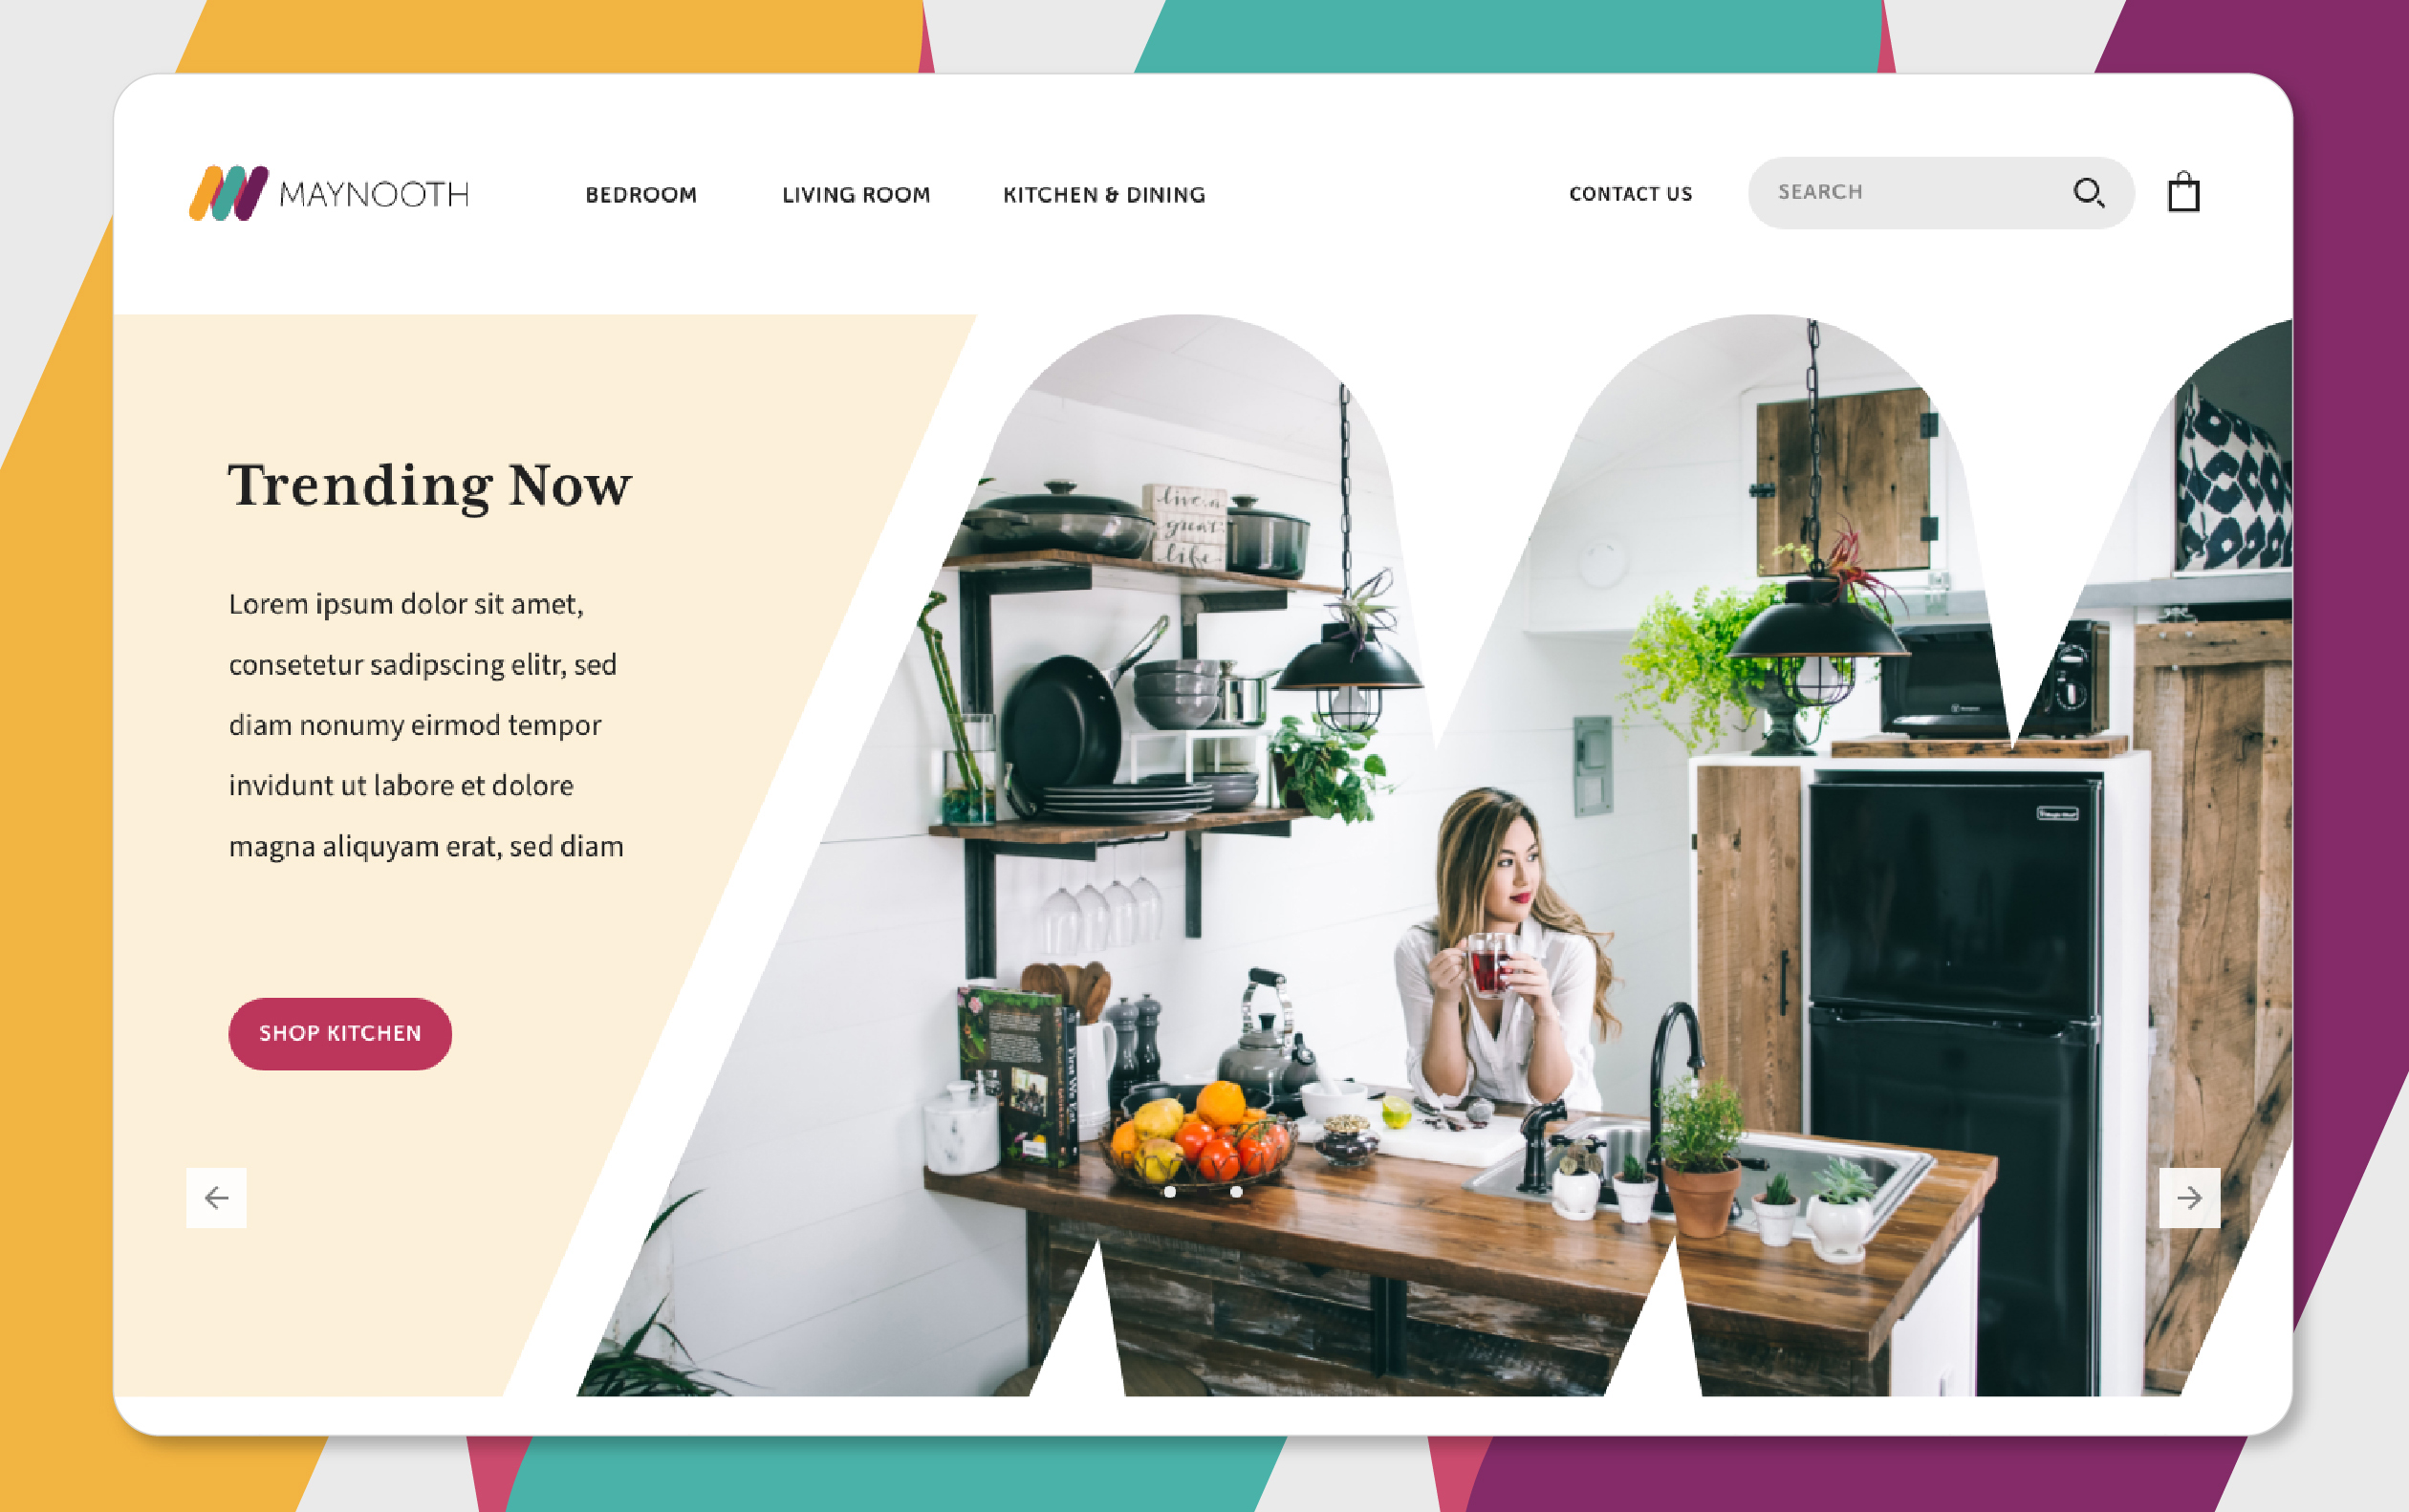 MAYNOOTH
BEDROOM
LIVING ROOM
KITCHEN & DINING
CONTACT US
SEARCH
Trending Now
Lorem ipsum dolor sit amet,
consetetur sadipscing elitr, sed
diam nonumy eirmod tempor
invidunt ut labore et dolore
magna aliquyam erat, sed diam
SHOP KITCHEN
live a
great
life